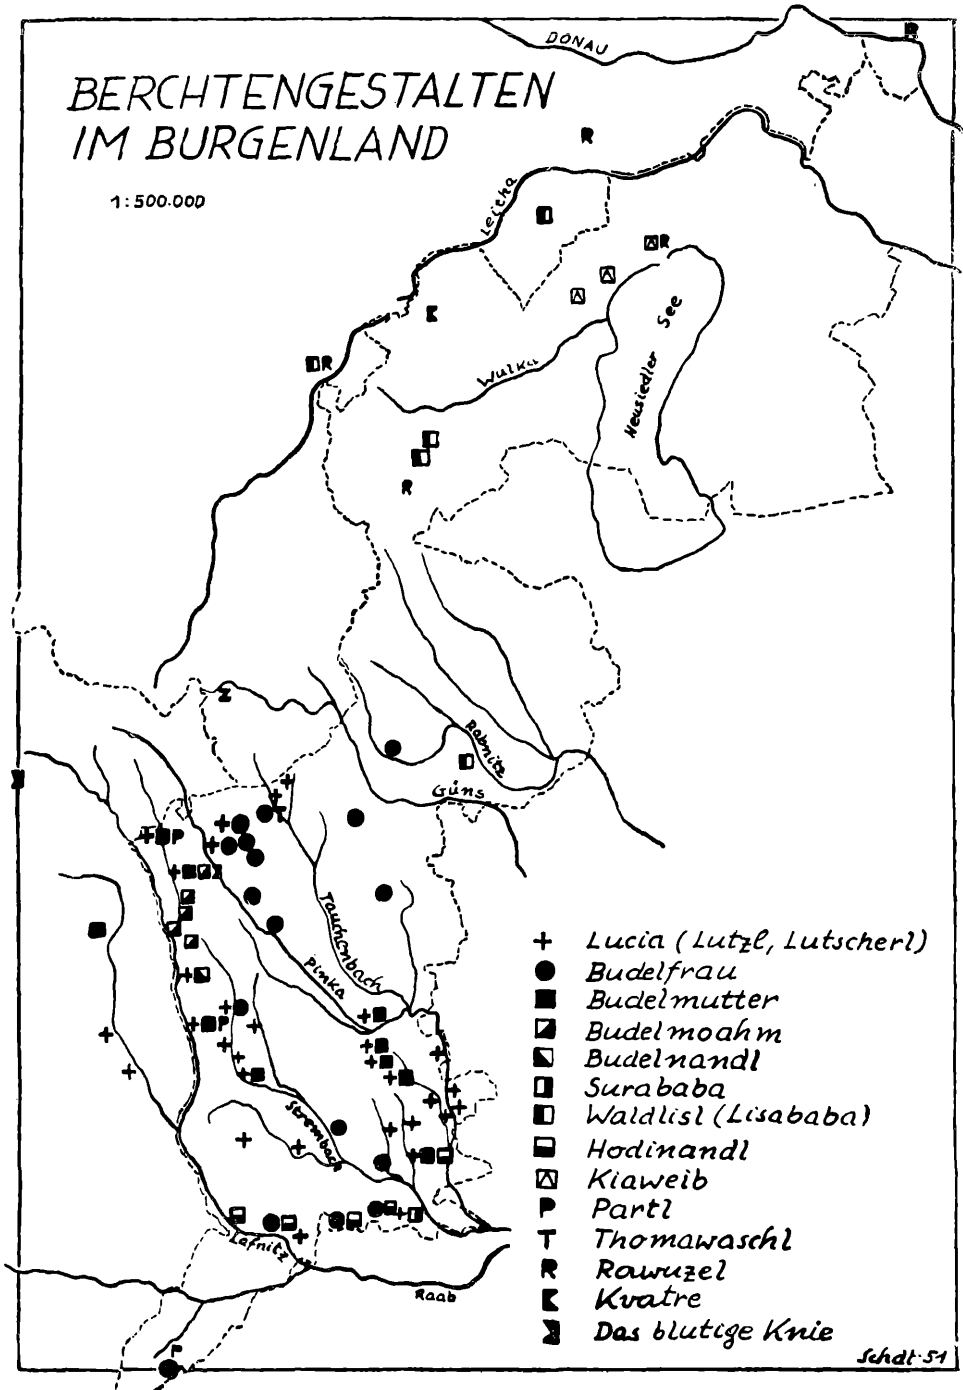 DONAU
R
BERCHTENGESTALTEN
IM BURGENLAND
R
1:500.000
Leitha
R
Neusiedler See
Wulka
R
R
Z
Rabnitz
Güns
T
T
P
Tauchenbach
Pinka
P
Strembach
Lafnitz
Raab
P
Lucia (Lutzl, Lutscherl)
Budelfrau
Budelmutter
Budelmoahm
Budelnandl
Surababa
Waldlisl (Lisababa)
Hodinandl
Kiaweib
P Partl
T Thomawaschl
R Rawuzel
K Kvatre
Das blutige Knie
Schdt-51